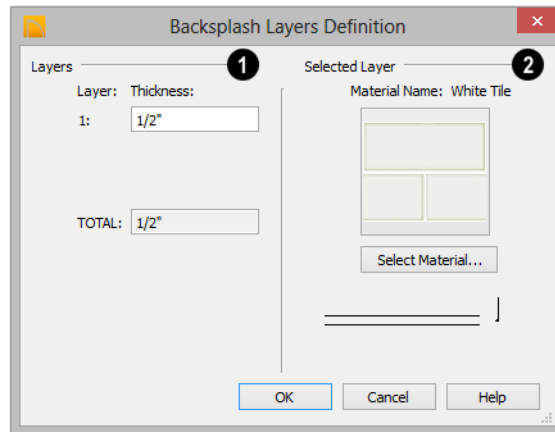 Backsplash Layers Definition
Layers 1
Layer: Thickness:
1: 1/2"
TOTAL: 1/2"
Selected Layer 2
Material Name: White Tile
Select Material...
OK Cancel Help